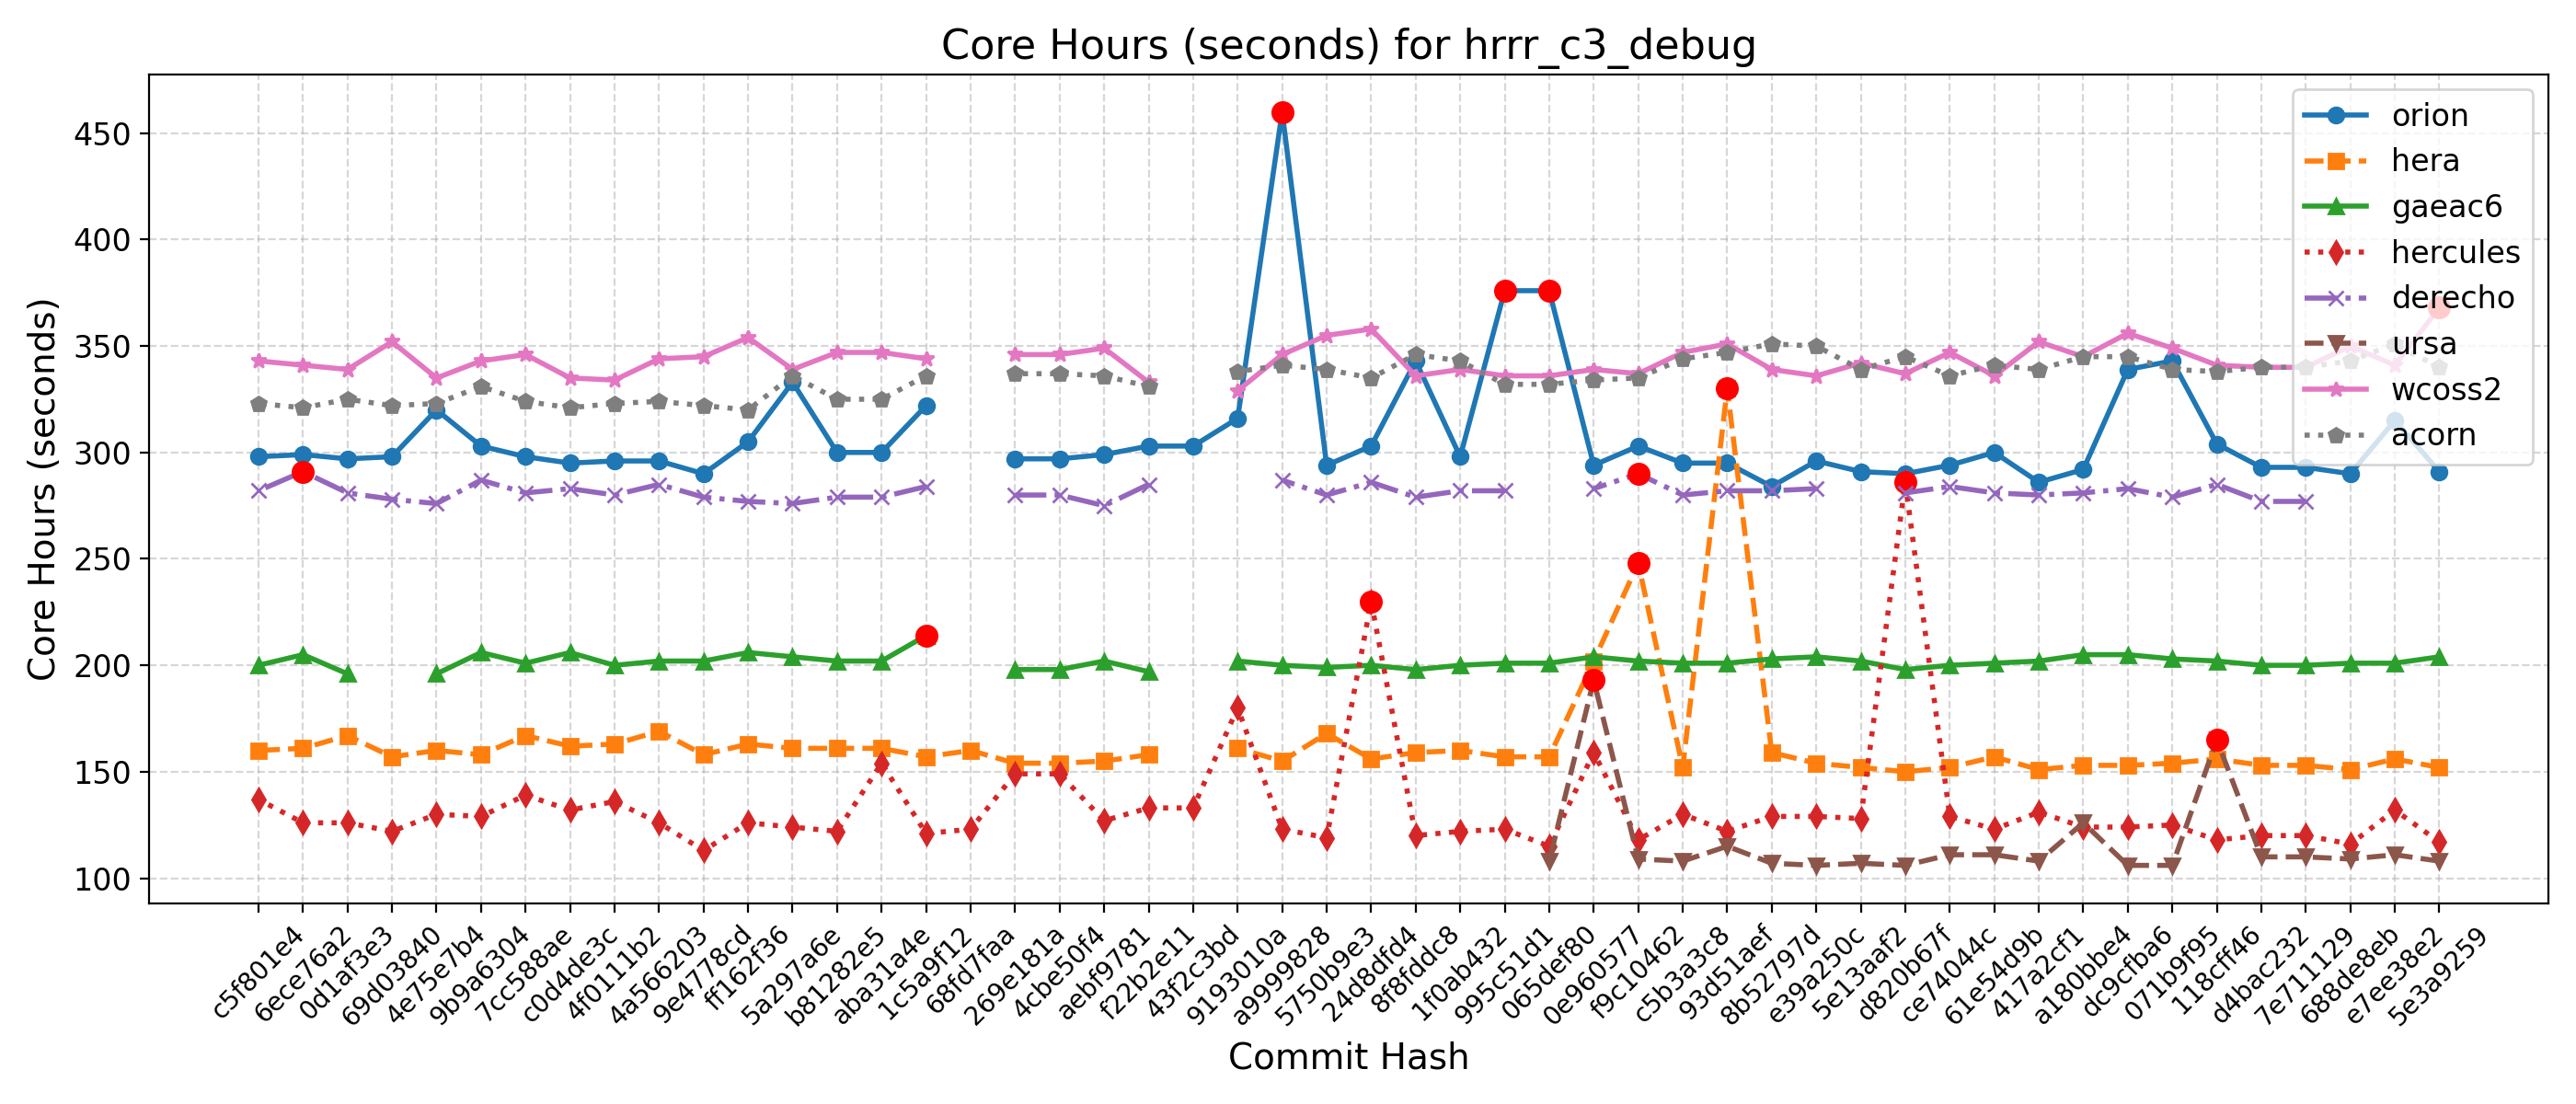 Core Hours (seconds) for hrrr_c3_debug
Core Hours (seconds)
450
400
350
300
250
200
150
100
orion
hera
gaeac6
hercules
derecho
ursa
wcoss2
acorn
c5f801e4
6ece76a2
0d1af3e3
69d03840
4e75e7b4
9b9a6304
7cc588ae
c0d4de3c
4f0111b2
4a566203
9e4778cd
ff162f36
5a297a6e
b81282e5
aba31a4e
1c5a9f12
68fd7faa
269e181a
4cbe50f4
aebf9781
f22b2e11
43f2c3bd
9193010a
a9999828
5750b9e3
24d8dfd4
8f8fddc8
1f0ab432
995c51d1
065def80
0e960577
f9c10462
c5b3a3c8
93d51aef
8b52797d
e39a250c
5e13aaf2
d820b67f
ce74044c
61e54d9b
417a2cf1
a180bbe4
dc9cfba6
071b9f95
118cff46
d4bac232
7e711129
688de8eb
e7ee38e2
5e3a9259
Commit Hash